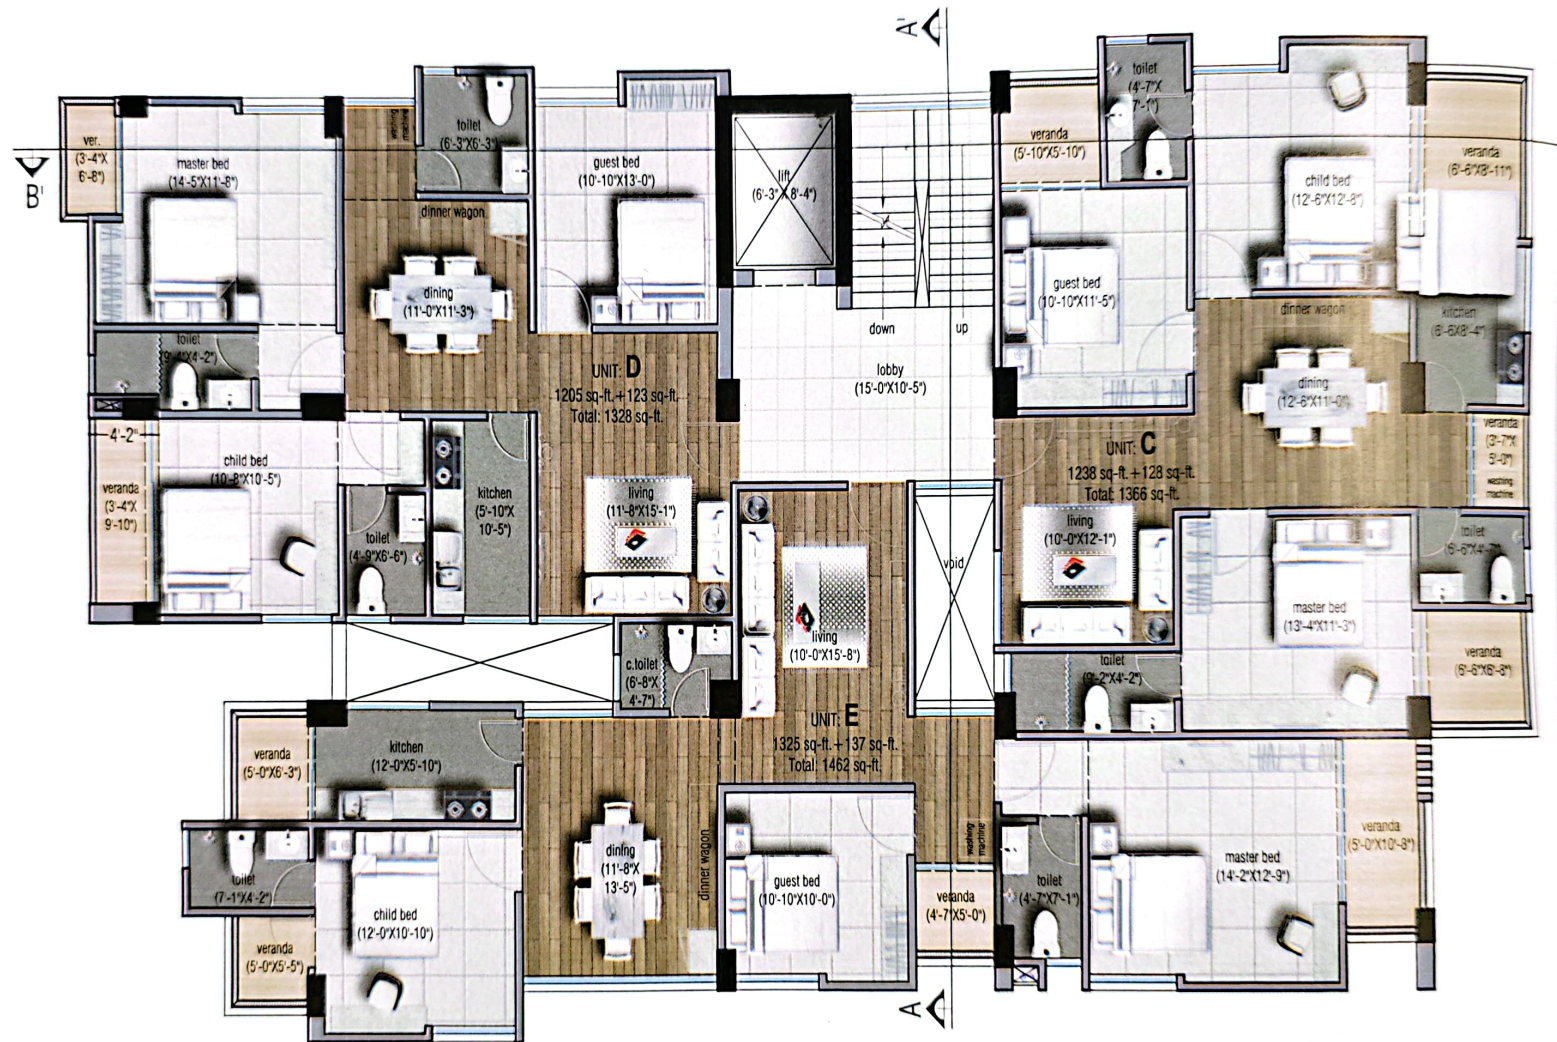 A'
B'
ver.
(3'-4"X
6'-8")
master bed
(14'-5"X11'-8")
washing
machine
toilet
(6'-3"X6'-3")
guest bed
(10'-10"X13'-0")
dinner wagon
dining
(11'-0"X11'-3")
toilet
(9'-4"X4'-2")
UNIT: D
1205 sq-ft. + 123 sq-ft.
Total: 1328 sq-ft.
4'-2"
veranda
(3'-4"X
9'-10")
child bed
(10'-8"X10'-5")
toilet
(4'-9"X6'-6")
kitchen
(5'-10"X
10'-5")
living
(11'-8"X15'-1")
lift
(6'-3"X8'-4")
down
up
lobby
(15'-0"X10'-5")
void
veranda
(5'-10"X5'-10")
toilet
(4'-7"X
7'-1")
child bed
(12'-6"X12'-8")
veranda
(6'-6"X8'-11")
guest bed
(10'-10"X11'-5")
dinner wagon
kitchen
(6'-6X8'-4")
dining
(12'-6"X11'-0")
UNIT: C
1238 sq-ft. + 128 sq-ft.
Total: 1366 sq-ft.
veranda
(3'-7"X
5'-0")
washing
machine
living
(10'-0"X12'-1")
toilet
master bed
(13'-4"X11'-3")
toilet
(9'-2"X4'-2")
veranda
(6'-6"X6'-8")
c.toilet
(6'-8"X
4'-7")
living
(10'-0"X15'-8")
UNIT: E
1325 sq-ft. + 137 sq-ft.
Total: 1462 sq-ft.
veranda
(5'-0"X6'-3")
kitchen
(12'-0"X5'-10")
toilet
(7'-1"X4'-2")
child bed
(12'-0"X10'-10")
veranda
(5'-0"X5'-5")
dining
(11'-8"X
13'-5")
dinner wagon
guest bed
(10'-10"X10'-0")
washing
machine
veranda
(4'-7"X5'-0")
toilet
(4'-7"X7'-1")
master bed
(14'-2"X12'-9")
veranda
(5'-0"X10'-8")
A